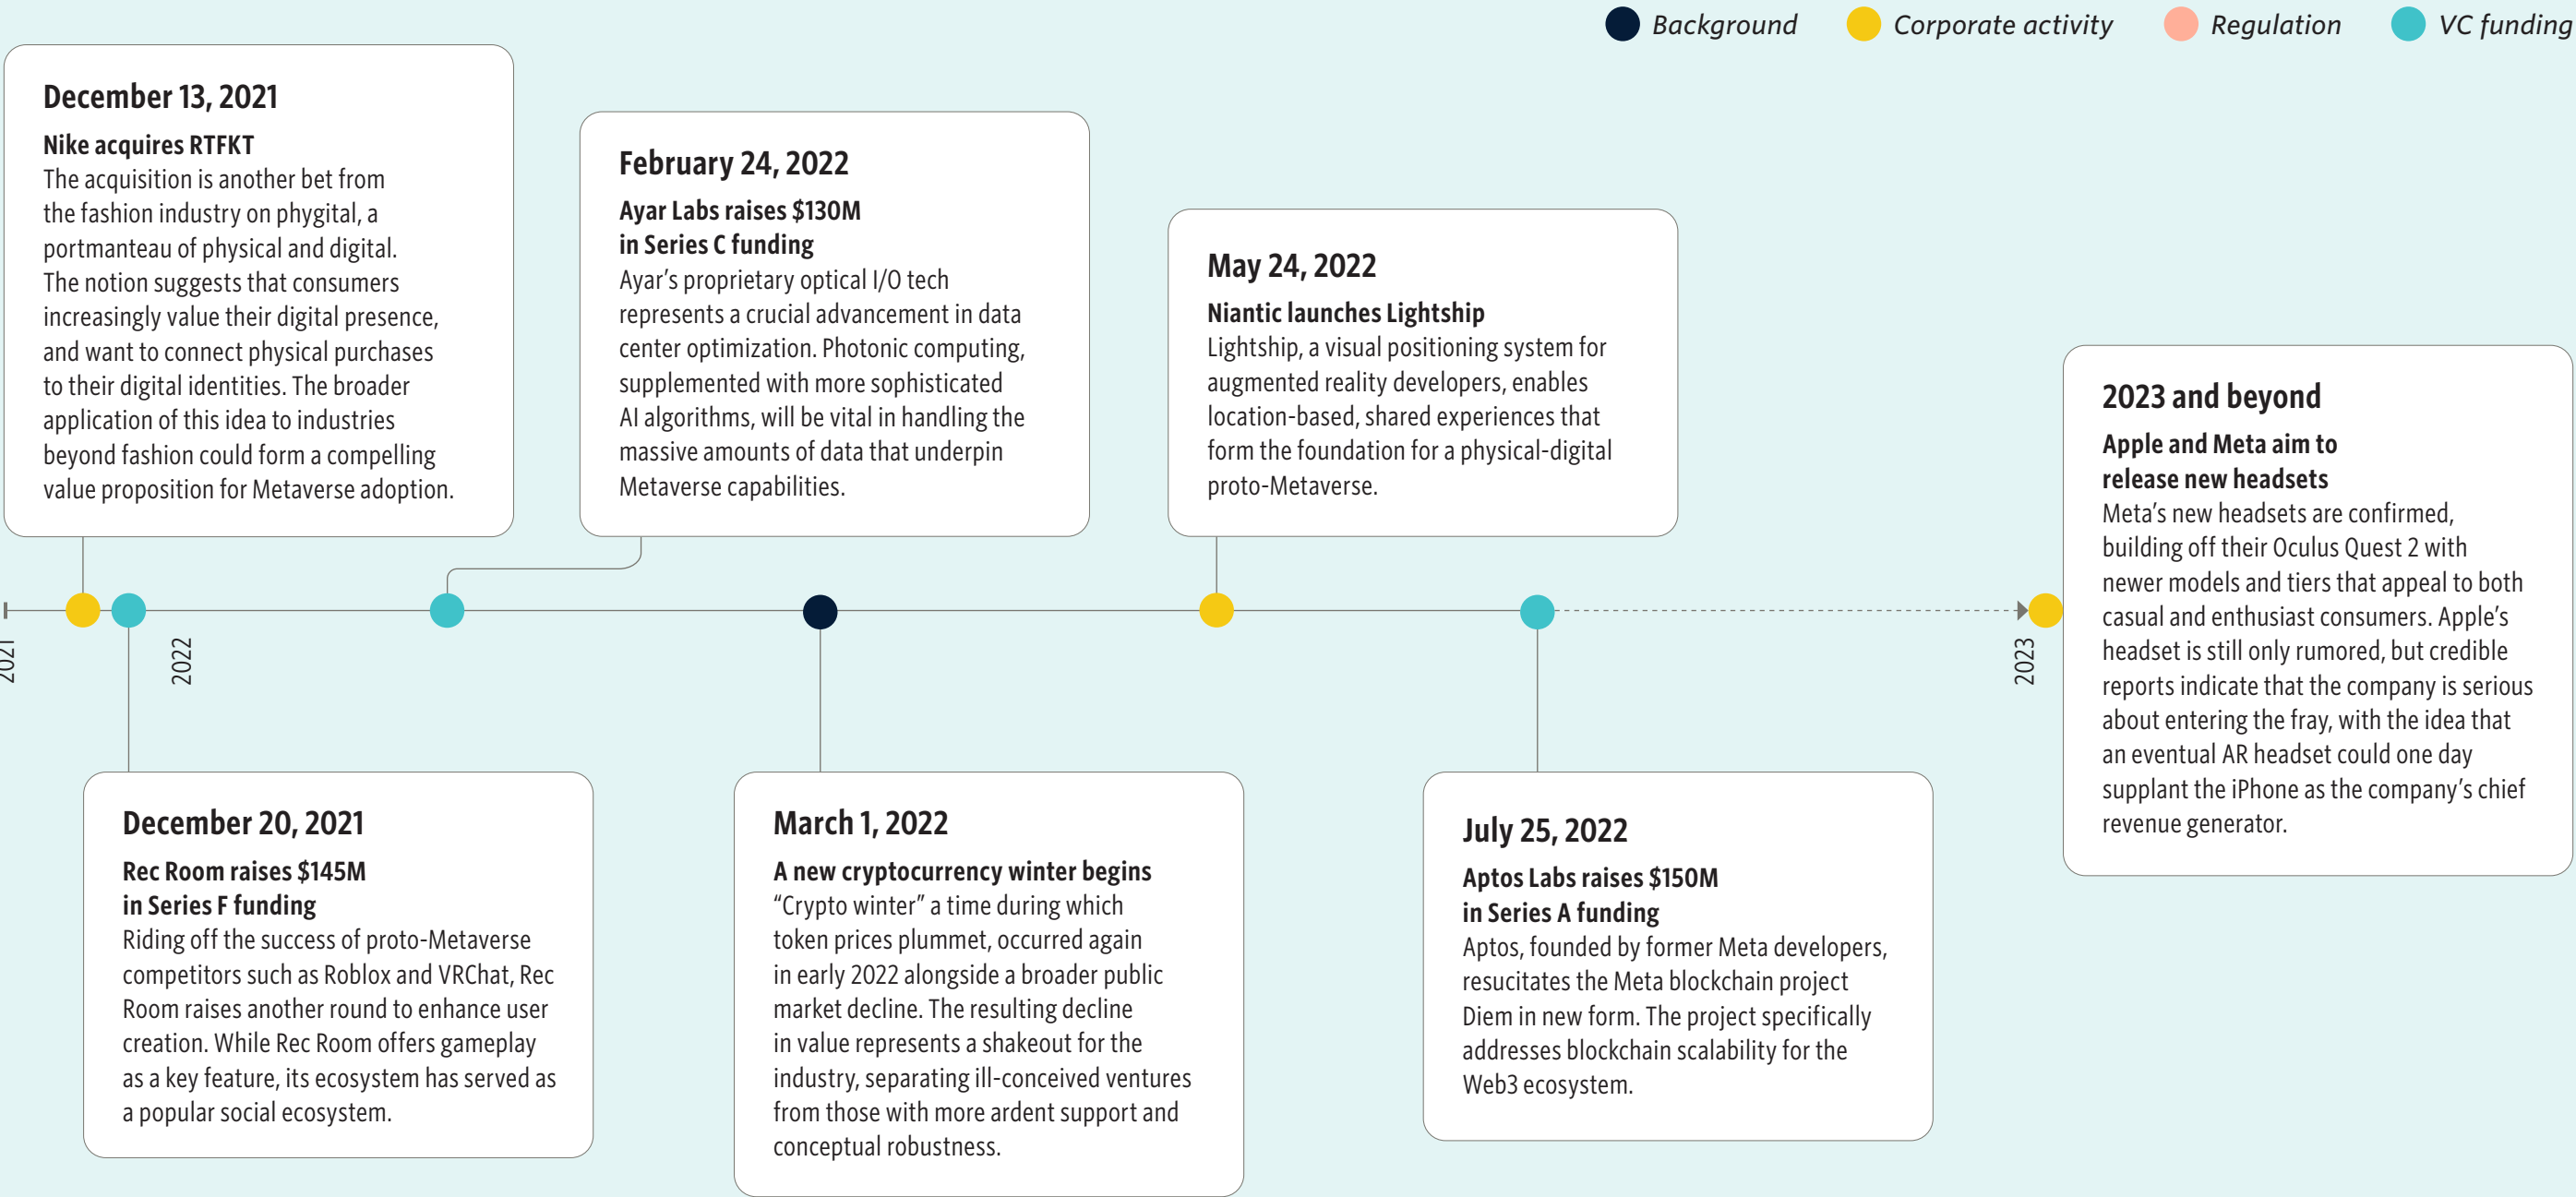 Background
Corporate activity
Regulation
VC funding
December 13, 2021
Nike acquires RTFKT
The acquisition is another bet from
the fashion industry on phygital, a
portmanteau of physical and digital.
The notion suggests that consumers
increasingly value their digital presence,
and want to connect physical purchases
to their digital identities. The broader
application of this idea to industries
beyond fashion could form a compelling
value proposition for Metaverse adoption.
February 24, 2022
Ayar Labs raises $130M
in Series C funding
Ayar’s proprietary optical I/O tech
represents a crucial advancement in data
center optimization. Photonic computing,
supplemented with more sophisticated
AI algorithms, will be vital in handling the
massive amounts of data that underpin
Metaverse capabilities.
May 24, 2022
Niantic launches Lightship
Lightship, a visual positioning system for
augmented reality developers, enables
location-based, shared experiences that
form the foundation for a physical-digital
proto-Metaverse.
2023 and beyond
Apple and Meta aim to
release new headsets
Meta’s new headsets are confirmed,
building off their Oculus Quest 2 with
newer models and tiers that appeal to both
casual and enthusiast consumers. Apple’s
headset is still only rumored, but credible
reports indicate that the company is serious
about entering the fray, with the idea that
an eventual AR headset could one day
supplant the iPhone as the company’s chief
revenue generator.
2021
2022
2023
December 20, 2021
Rec Room raises $145M
in Series F funding
Riding off the success of proto-Metaverse
competitors such as Roblox and VRChat, Rec
Room raises another round to enhance user
creation. While Rec Room offers gameplay
as a key feature, its ecosystem has served as
a popular social ecosystem.
March 1, 2022
A new cryptocurrency winter begins
“Crypto winter” a time during which
token prices plummet, occurred again
in early 2022 alongside a broader public
market decline. The resulting decline
in value represents a shakeout for the
industry, separating ill-conceived ventures
from those with more ardent support and
conceptual robustness.
July 25, 2022
Aptos Labs raises $150M
in Series A funding
Aptos, founded by former Meta developers,
resucitates the Meta blockchain project
Diem in new form. The project specifically
addresses blockchain scalability for the
Web3 ecosystem.